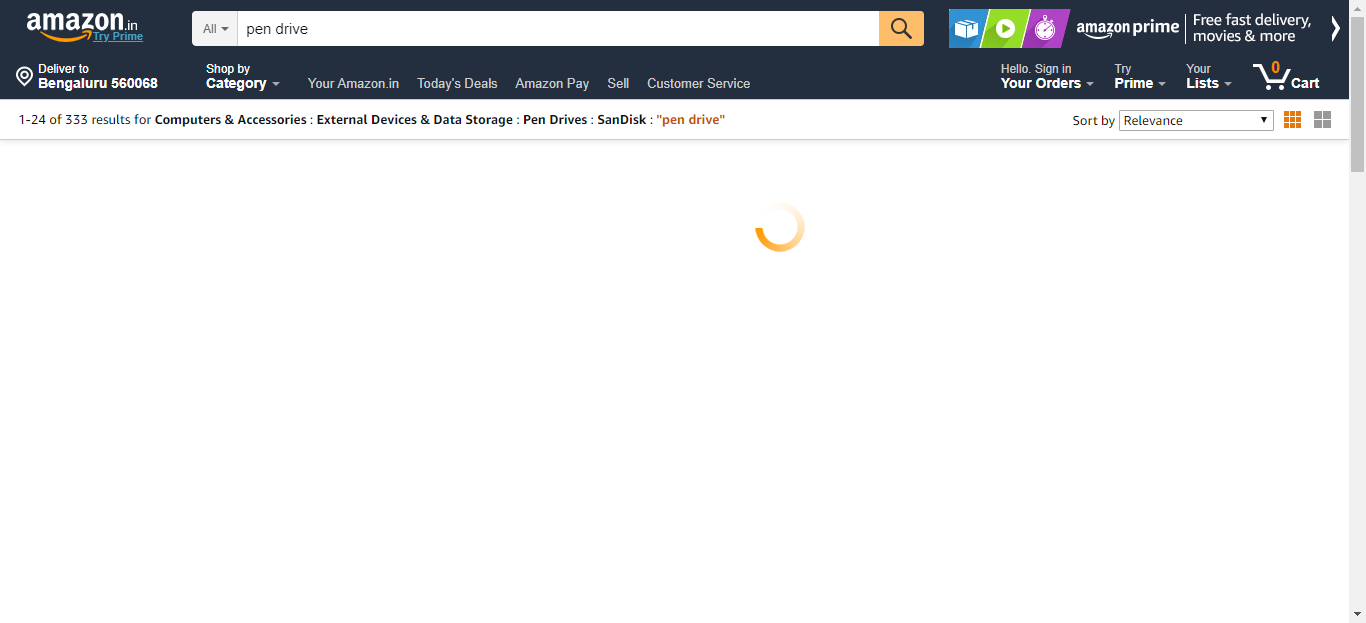 amazon.in
Try Prime
All
pen drive
amazon prime
Free fast delivery,
movies & more
Deliver to
Bengaluru 560068
Shop by
Category
Your Amazon.in
Today's Deals
Amazon Pay
Sell
Customer Service
Hello. Sign in
Your Orders
Try
Prime
Your
Lists
0
Cart
1-24 of 333 results for Computers & Accessories : External Devices & Data Storage : Pen Drives : SanDisk : "pen drive"
Sort by
Relevance